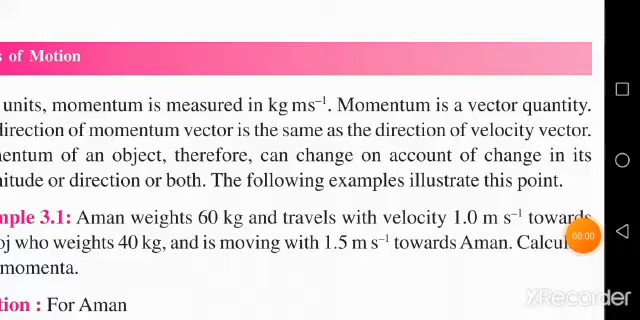 s of Motion
units, momentum is measured in kg ms⁻¹. Momentum is a vector quantity.
direction of momentum vector is the same as the direction of velocity vector.
nentum of an object, therefore, can change on account of change in its
nitude or direction or both. The following examples illustrate this point.
mple 3.1: Aman weights 60 kg and travels with velocity 1.0 m s⁻¹ towards
oj who weights 40 kg, and is moving with 1.5 m s⁻¹ towards Aman.
momenta.
tion : For Aman
00:00
XRecorder